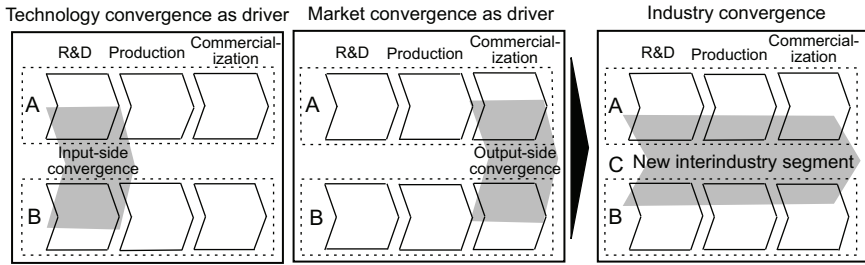 Technology convergence as driver
Market convergence as driver
Industry convergence
R&D Production Commercial-
ization
A
Input-side
convergence
B
R&D Production Commercial-
ization
A
Output-side
convergence
B
R&D Production Commercial-
ization
A
C New interindustry segment
B